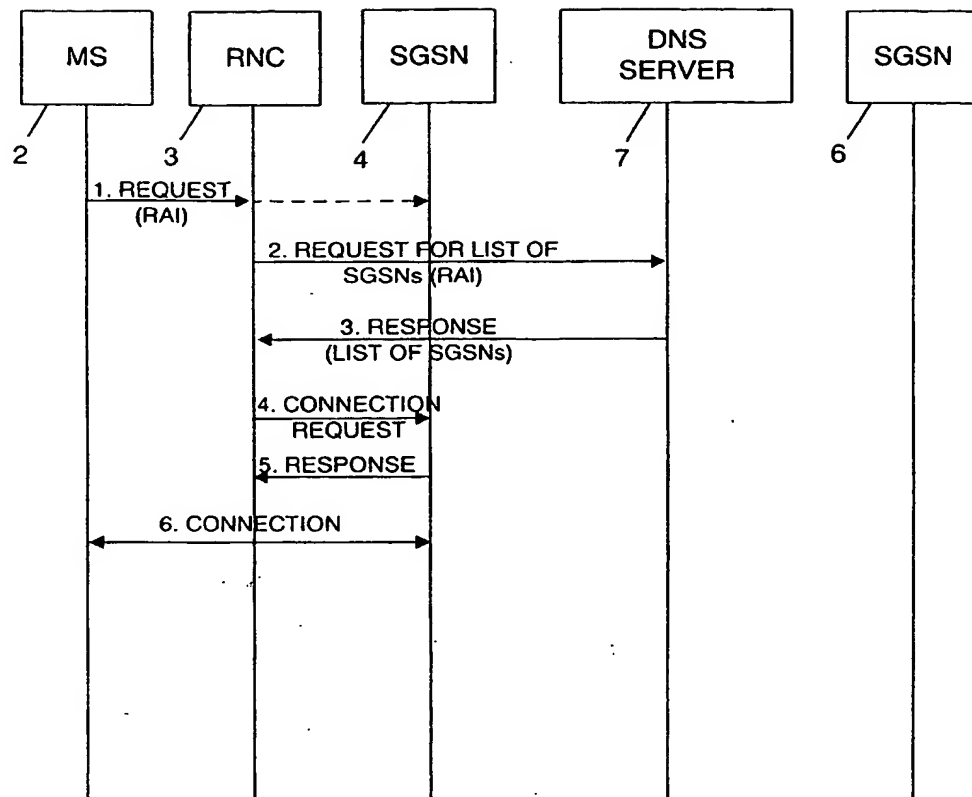 MS
RNC
SGSN
DNS
SERVER
SGSN
2
3
4
7
6
1. REQUEST
(RAI)
2. REQUEST FOR LIST OF
SGSNs (RAI)
3. RESPONSE
(LIST OF SGSNs)
4. CONNECTION
REQUEST
5. RESPONSE
6. CONNECTION